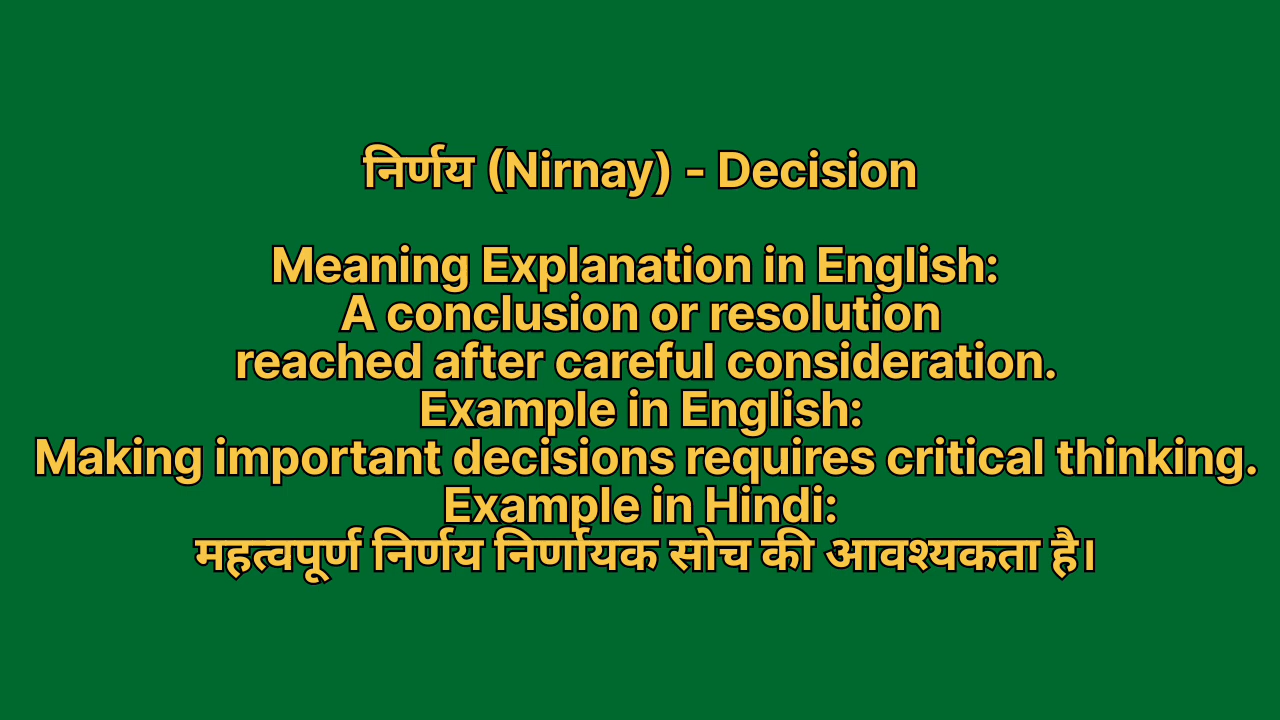 निर्णय (Nirnay) - Decision
Meaning Explanation in English:
A conclusion or resolution
reached after careful consideration.
Example in English:
Making important decisions requires critical thinking.
Example in Hindi:
महत्वपूर्ण निर्णय निर्णायक सोच की आवश्यकता है।